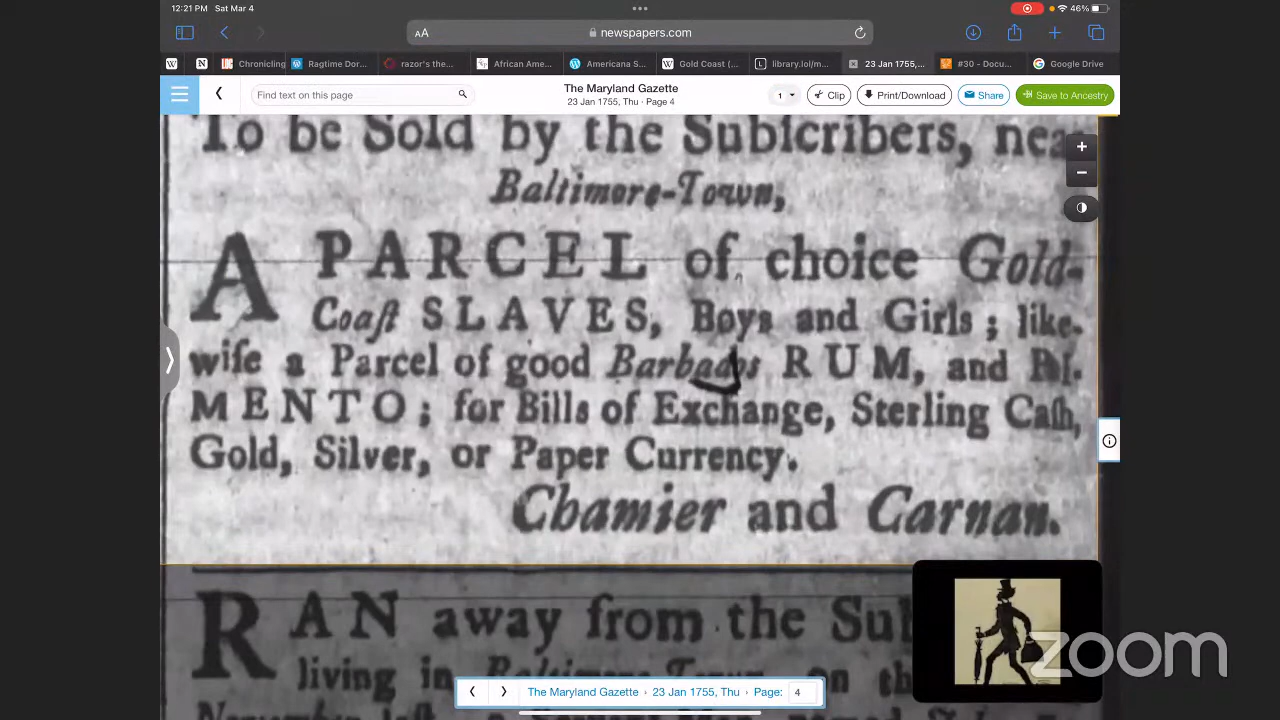 12:21 PM Sat Mar 4
46%
AA newspapers.com
W N Chronicling Ragtime Dor... razor's the... African Ame... Americana S... W Gold Coast (... L library.lol/m... 23 Jan 1755,... #30 - Docu... Google Drive
Find text on this page
The Maryland Gazette
23 Jan 1755, Thu · Page 4
1 Clip Print/Download Share Save to Ancestry
To be Sold by the Subſcribers, near
Baltimore-Town,
A PARCEL of choice Gold-
Coaſt SLAVES, Boys and Girls; like-
wiſe a Parcel of good Barbados RUM, and PI-
MENTO; for Bills of Exchange, Sterling Caſh,
Gold, Silver, or Paper Currency.
Chamier and Carnan.
RAN away from the
living in Baltimore-Town, on
The Maryland Gazette › 23 Jan 1755, Thu › Page: 4
zoom